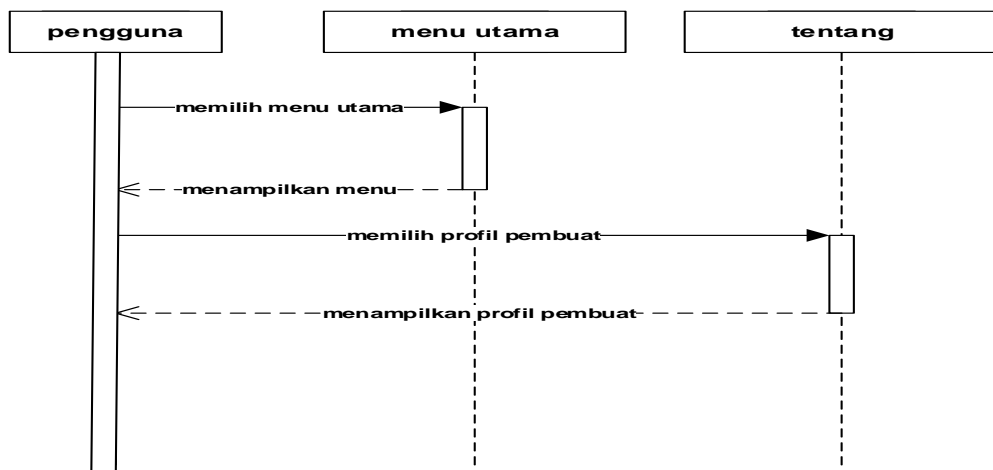 pengguna
menu utama
tentang
memilih menu utama
menampilkan menu
memilih profil pembuat
menampilkan profil pembuat